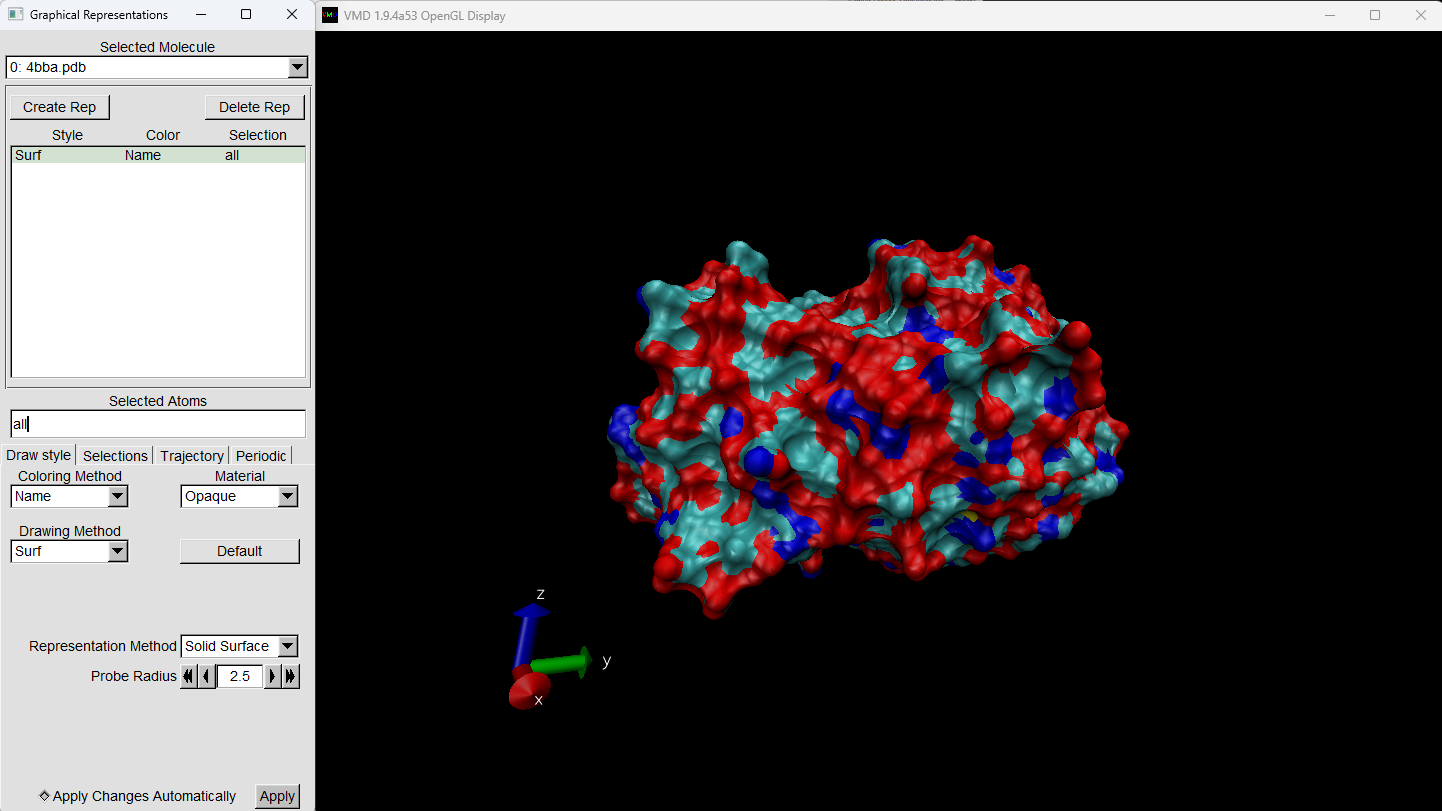 Graphical Representations
VMD 1.9.4a53 OpenGL Display
Selected Molecule
0: 4bba.pdb
Create Rep
Delete Rep
Style Color Selection
Surf Name all
Selected Atoms
all
Draw style Selections Trajectory Periodic
Coloring Method Material
Name Opaque
Drawing Method
Surf Default
Representation Method Solid Surface
Probe Radius 2.5
Apply Changes Automatically Apply
z
y
x